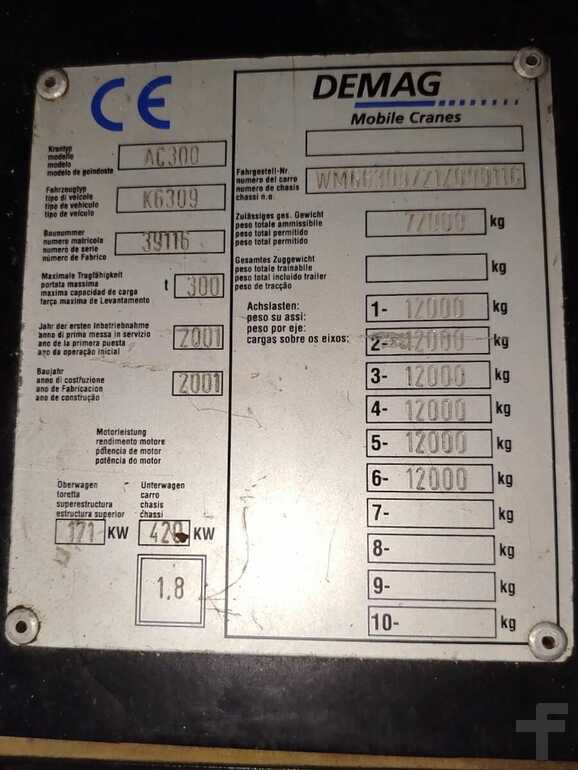 CE
Krantyp
modello
modelo
modelo de goindoste
AC300
Fahrzeugtyp
tipo di veicolo
tipo de vehiculo
tipo de veículo
K6309
Baunummer
numero matricola
número de serie
número de Fabrico
39116
Maximale Tragfähigkeit
portata massima
maxima capacidad de carga
farça maxima de Levantamento
t 300
Jahr der ersten Inbetriebnahme
anno di prima messa in servizio
ano de la primera puesta
ano da operação inicial
2001
Baujahr
anno di costfuzione
ano de Fabricacion
ano de construção
2001
Motorleistung
rendimento motore
potencia de motor
potência do motor
Oberwagen
toretta
superestructura
estructura superior
171 KW
Unterwagen
carro
chasis
chassi
420 KW
1.8
DEMAG
Mobile Cranes
Fahrgestell-Nr.
numero del carro
numero de chasis
chassi n.o
Zulässiges ges. Gewicht
peso totale ammissibile
peso total permitido
peso total permitido
72000 kg
Gesamtes Zuggewicht
peso totale trainabile
peso total incluido trailer
peso de tracção
kg
Achslasten:
peso su assi:
peso por eje:
cargas sobre os eixos:
1- 12000 kg
2- 12000 kg
3- 12000 kg
4- 12000 kg
5- 12000 kg
6- 12000 kg
7- kg
8- kg
9- kg
10- kg